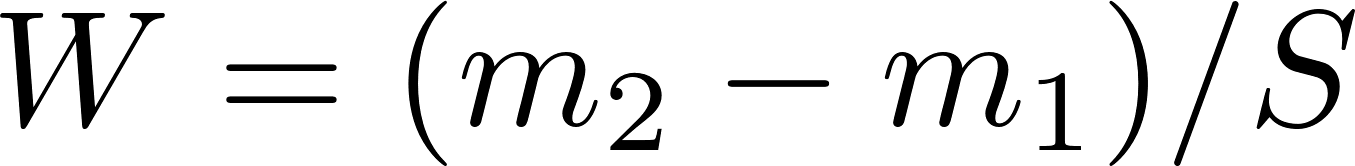 W = (m₂ − m₁)/S